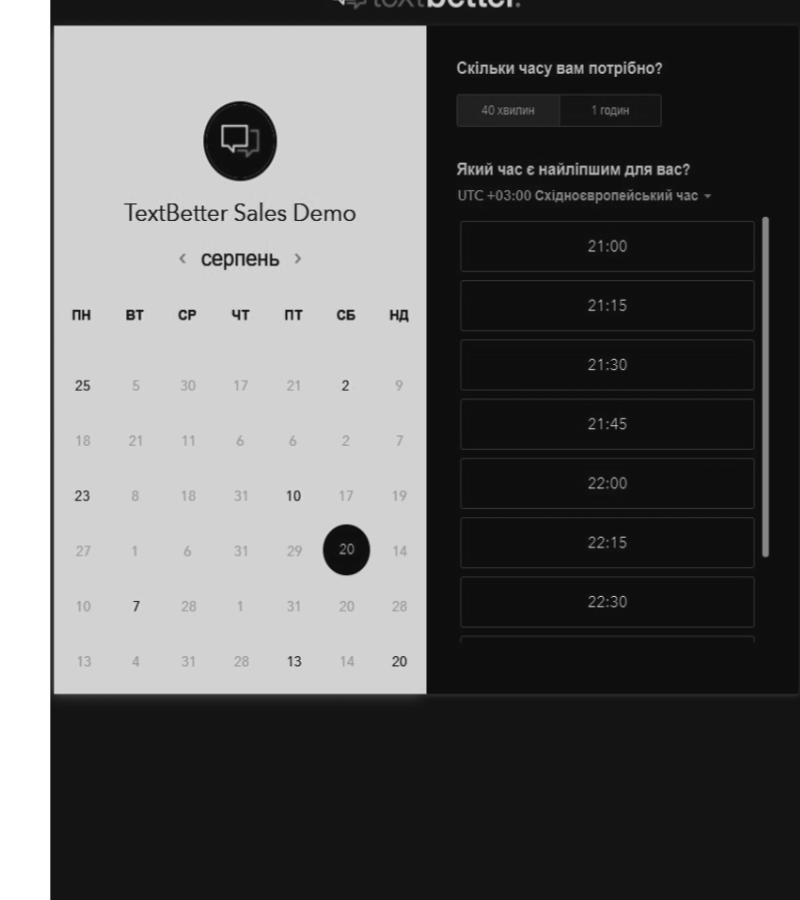 textbetter.
TextBetter Sales Demo
‹ серпень ›
ПН ВТ СР ЧТ ПТ СБ НД
25 5 30 17 21 2 9
18 21 11 6 6 2 7
23 8 18 31 10 17 19
27 1 6 31 29 20 14
10 7 28 1 31 20 28
13 4 31 28 13 14 20
Скільки часу вам потрібно?
40 хвилин 1 годин
Який час є найліпшим для вас?
UTC +03:00 Східноєвропейський час
21:00
21:15
21:30
21:45
22:00
22:15
22:30